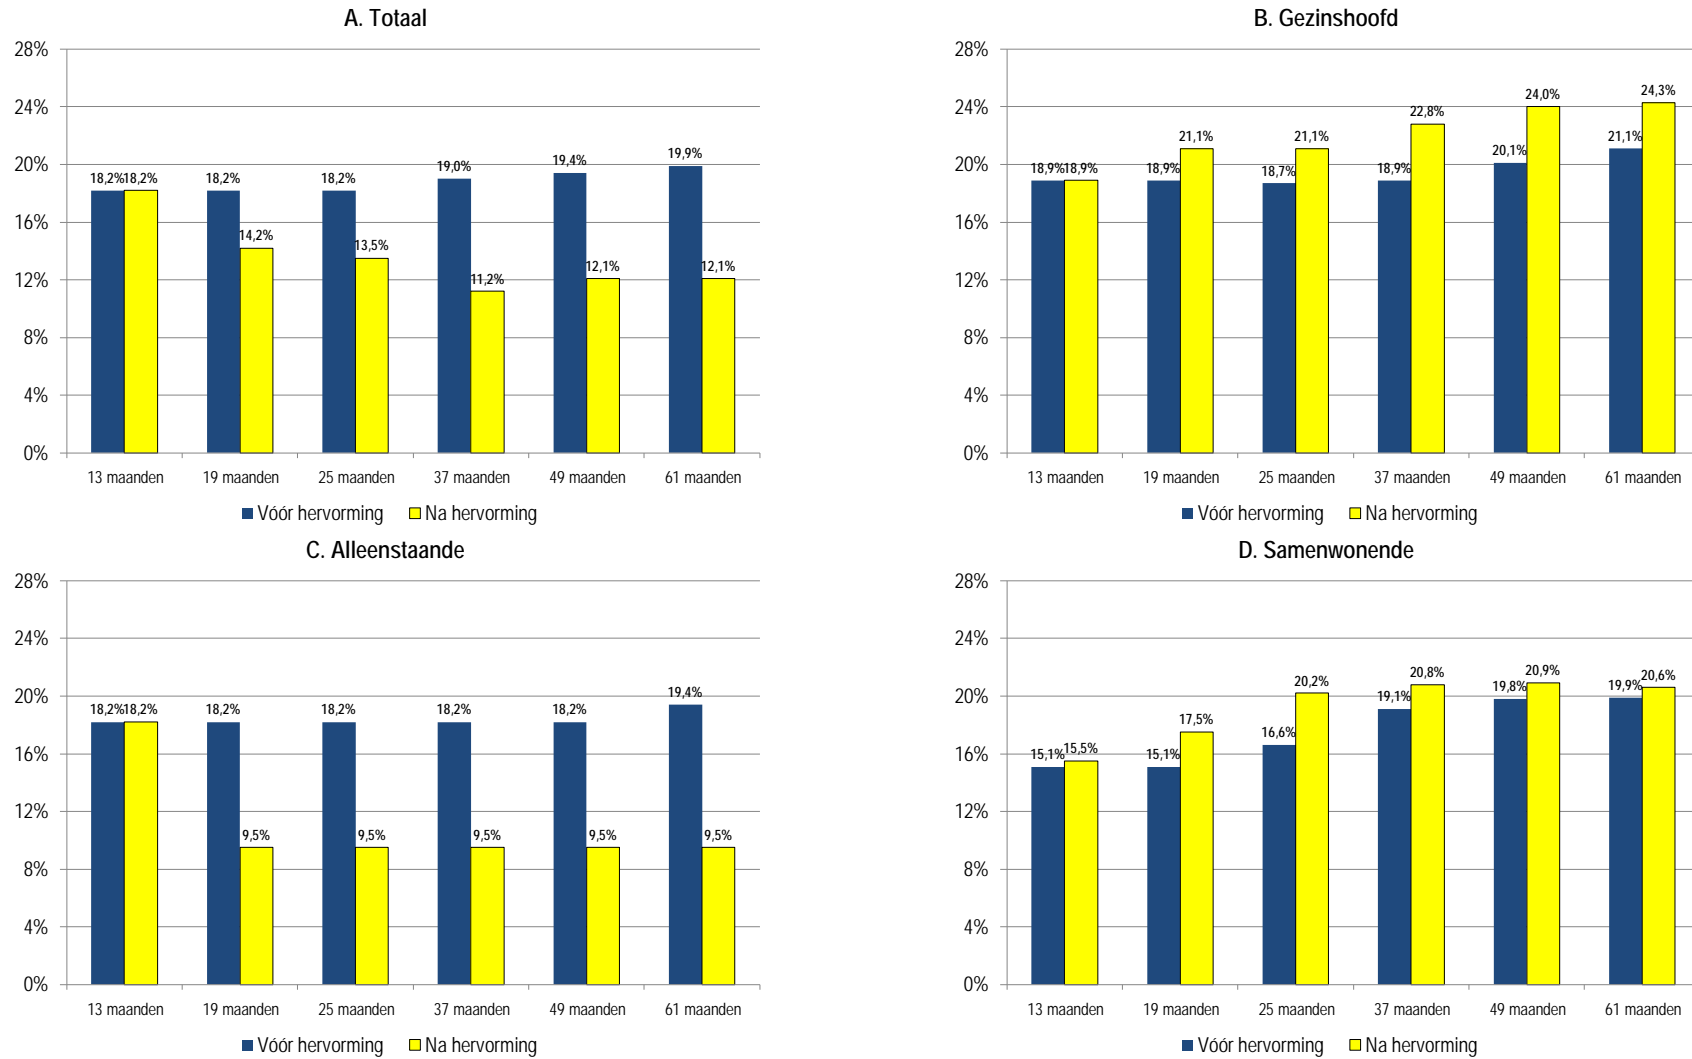 A. Totaal
28%
24%
20%
16%
12%
8%
4%
0%
18,2% 18,2% 18,2% 14,2% 18,2% 13,5% 19,0% 11,2% 19,4% 12,1% 19,9% 12,1%
13 maanden 19 maanden 25 maanden 37 maanden 49 maanden 61 maanden
Vóór hervorming Na hervorming
B. Gezinshoofd
28%
24%
20%
16%
12%
8%
4%
0%
18,9% 18,9% 18,9% 21,1% 18,7% 21,1% 18,9% 22,8% 20,1% 24,0% 21,1% 24,3%
13 maanden 19 maanden 25 maanden 37 maanden 49 maanden 61 maanden
Vóór hervorming Na hervorming
C. Alleenstaande
28%
24%
20%
16%
12%
8%
4%
0%
18,2% 18,2% 18,2% 9,5% 18,2% 9,5% 18,2% 9,5% 18,2% 9,5% 19,4% 9,5%
13 maanden 19 maanden 25 maanden 37 maanden 49 maanden 61 maanden
Vóór hervorming Na hervorming
D. Samenwonende
28%
24%
20%
16%
12%
8%
4%
0%
15,1% 15,5% 15,1% 17,5% 16,6% 20,2% 19,1% 20,8% 19,8% 20,9% 19,9% 20,6%
13 maanden 19 maanden 25 maanden 37 maanden 49 maanden 61 maanden
Vóór hervorming Na hervorming